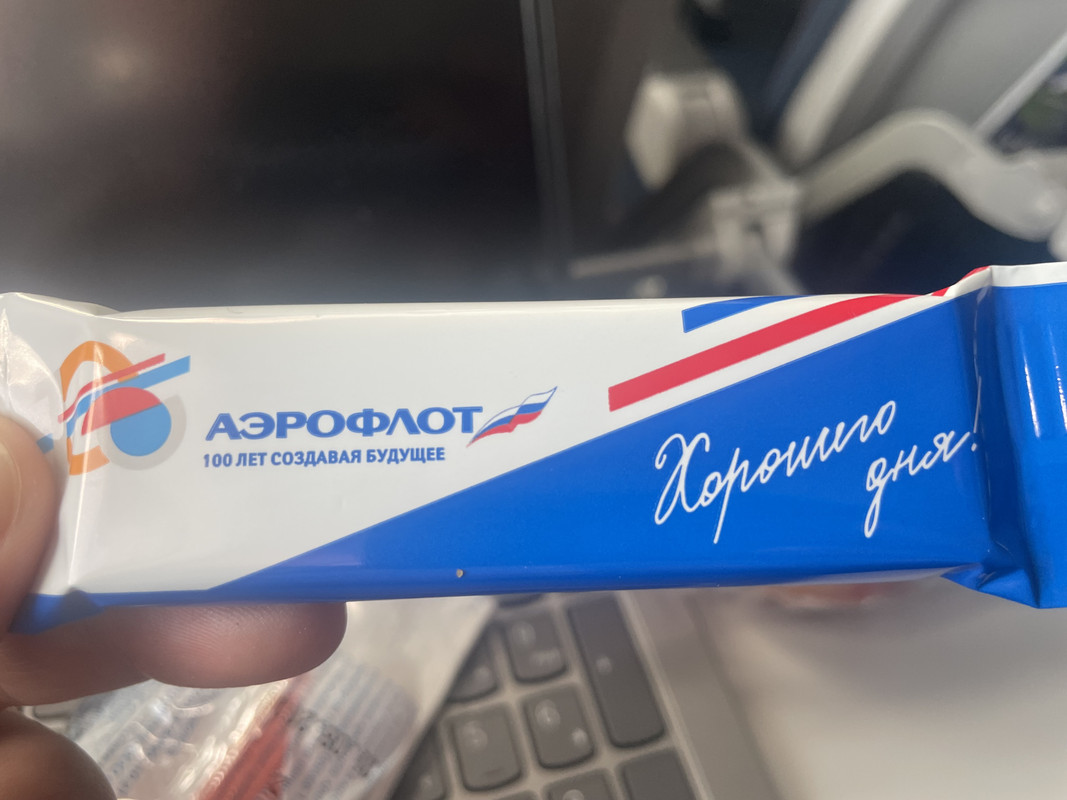 АЭРОФЛОТ
100 ЛЕТ СОЗДАВАЯ БУДУЩЕЕ
Хорошего
дня!